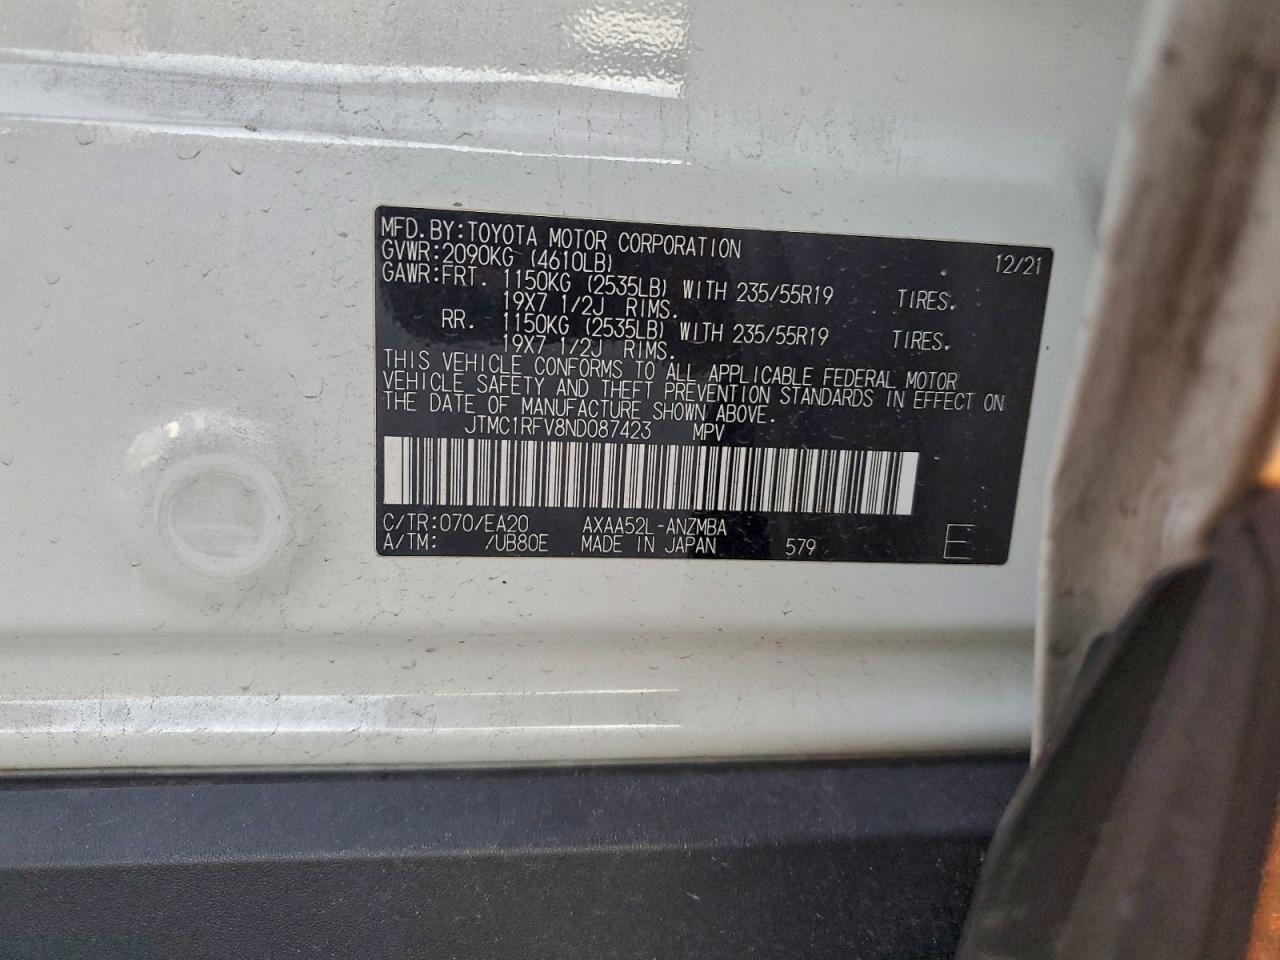 MFD.BY:TOYOTA MOTOR CORPORATION 12/21
GVWR:2090KG (4610LB)
GAWR:FRT. 1150KG (2535LB) WITH 235/55R19 TIRES.
19X7 1/2J RIMS.
RR. 1150KG (2535LB) WITH 235/55R19 TIRES.
19X7 1/2J RIMS.
THIS VEHICLE CONFORMS TO ALL APPLICABLE FEDERAL MOTOR
VEHICLE SAFETY AND THEFT PREVENTION STANDARDS IN EFFECT ON
THE DATE OF MANUFACTURE SHOWN ABOVE.
JTMC1RFV8ND087423 MPV
C/TR:070/EA20 AXAA52L-ANZMBA
A/TM: /UB80E MADE IN JAPAN 579 E